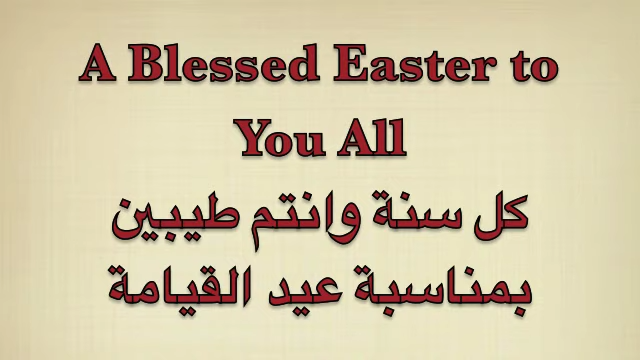 A Blessed Easter to
You All
كل سنة وانتم طيبين
بمناسبة عيد القيامة